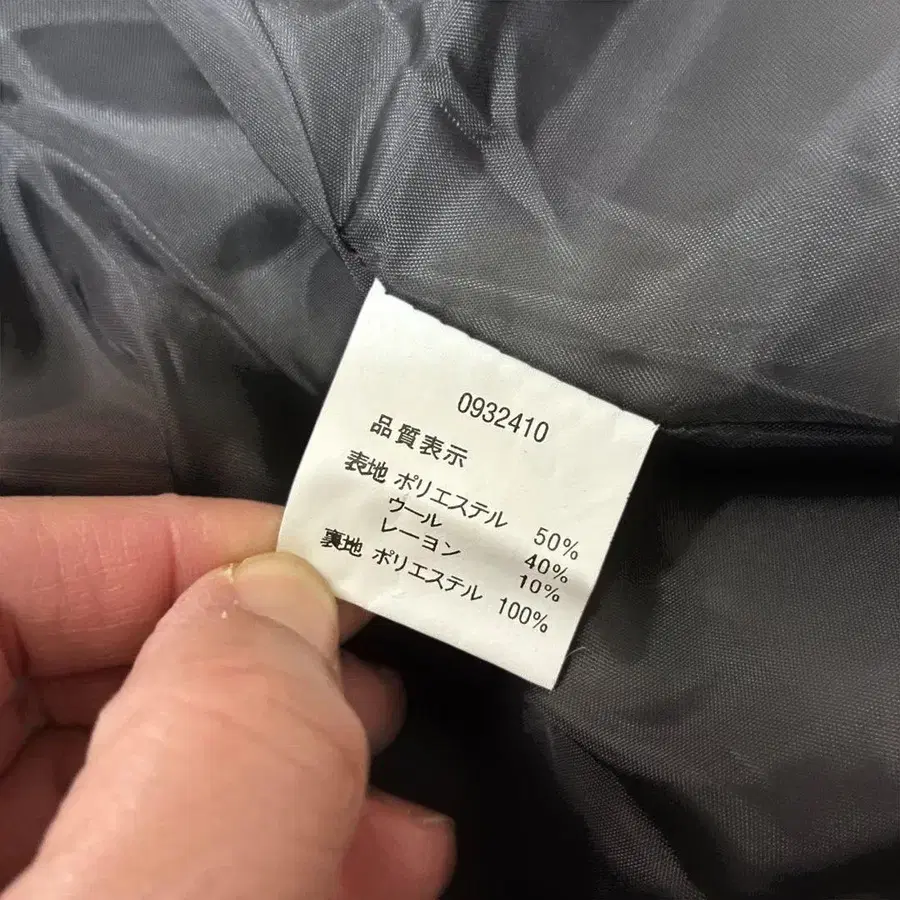 0932410
品質表示
表地 ポリエステル 50%
ウール 40%
レーヨン 10%
裏地 ポリエステル 100%